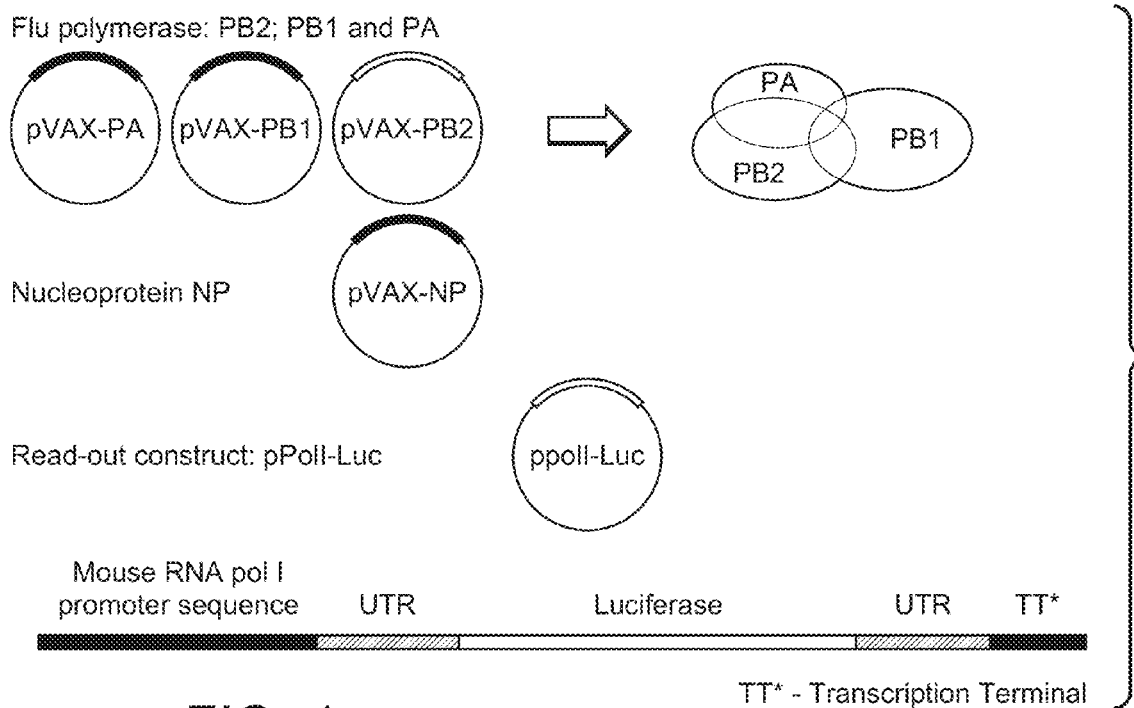 Flu polymerase: PB2; PB1 and PA
pVAX-PA pVAX-PB1 pVAX-PB2
PA
PB1
PB2
Nucleoprotein NP
pVAX-NP
Read-out construct: pPolI-Luc
ppolI-Luc
Mouse RNA pol I
promoter sequence UTR Luciferase UTR TT*
TT* - Transcription Terminal